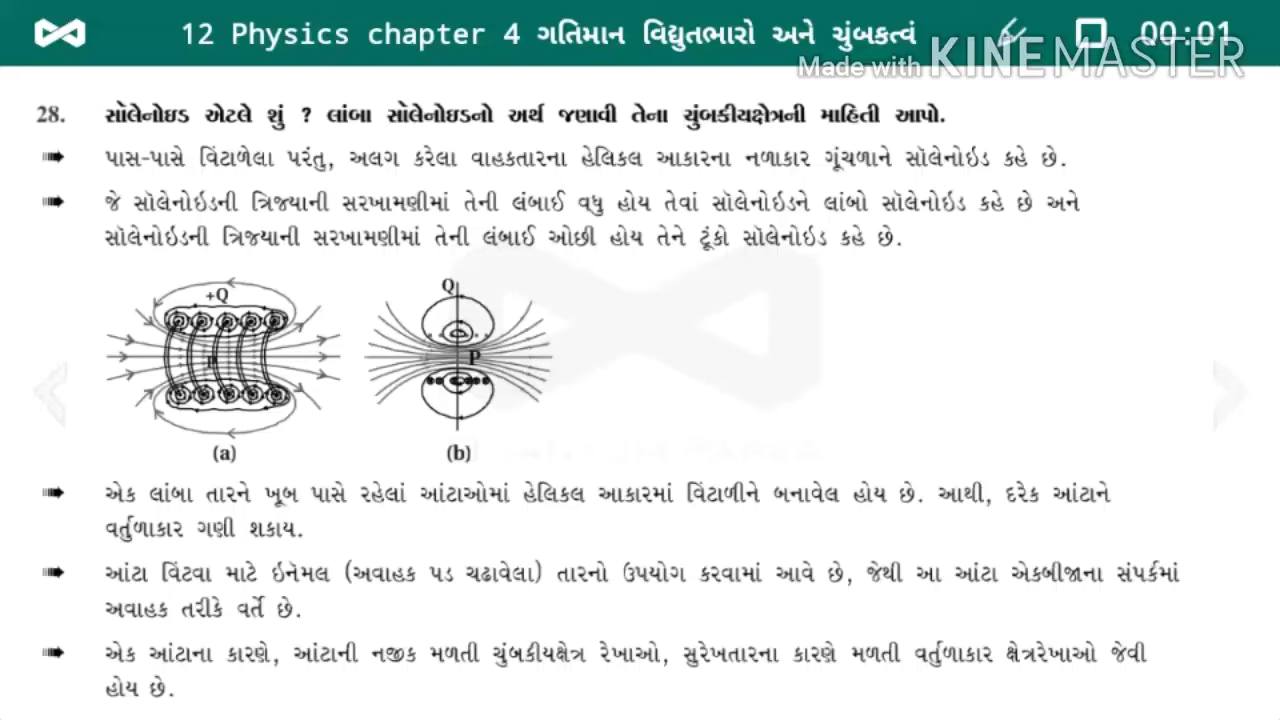 12 Physics chapter 4 ગતિમાન વિદ્યુતભારો અને ચુંબકત્વં
00:01
Made with KINEMASTER
28. સૉલેનોઇડ એટલે શું ? લાંબા સૉલેનોઇડનો અર્થ જણાવી તેના ચુંબકીયક્ષેત્રની માહિતી આપો.
પાસ-પાસે વિંટાળેલા પરંતુ, અલગ કરેલા વાહકતારના હેલિકલ આકારના નળાકાર ગૂંચળાને સૉલેનોઇડ કહે છે.
જે સૉલેનોઇડની ત્રિજ્યાની સરખામણીમાં તેની લંબાઈ વધુ હોય તેવાં સૉલેનોઇડને લાંબો સૉલેનોઇડ કહે છે અને
સૉલેનોઇડની ત્રિજ્યાની સરખામણીમાં તેની લંબાઈ ઓછી હોય તેને ટૂંકો સૉલેનોઇડ કહે છે.
+Q
P
(a)
Q
P
(b)
એક લાંબા તારને ખૂબ પાસે રહેલાં આંટાઓમાં હેલિકલ આકારમાં વિંટાળીને બનાવેલ હોય છે. આથી, દરેક આંટાને
વર્તુળાકાર ગણી શકાય.
આંટા વિંટવા માટે ઇનૅમલ (અવાહક પડ ચઢાવેલા) તારનો ઉપયોગ કરવામાં આવે છે, જેથી આ આંટા એકબીજાના સંપર્કમાં
અવાહક તરીકે વર્તે છે.
એક આંટાના કારણે, આંટાની નજીક મળતી ચુંબકીયક્ષેત્ર રેખાઓ, સુરેખતારના કારણે મળતી વર્તુળાકાર ક્ષેત્રરેખાઓ જેવી
હોય છે.